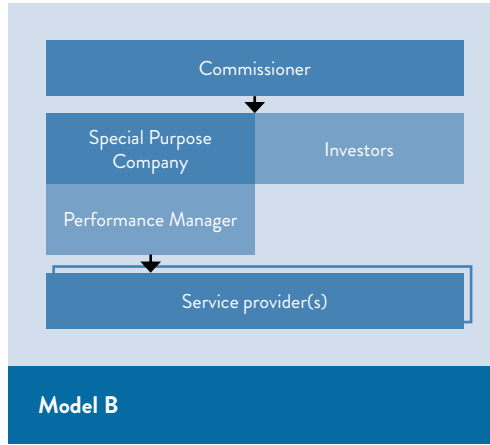 Commissioner
Special Purpose
Company
Investors
Performance Manager
Service provider(s)
Model B